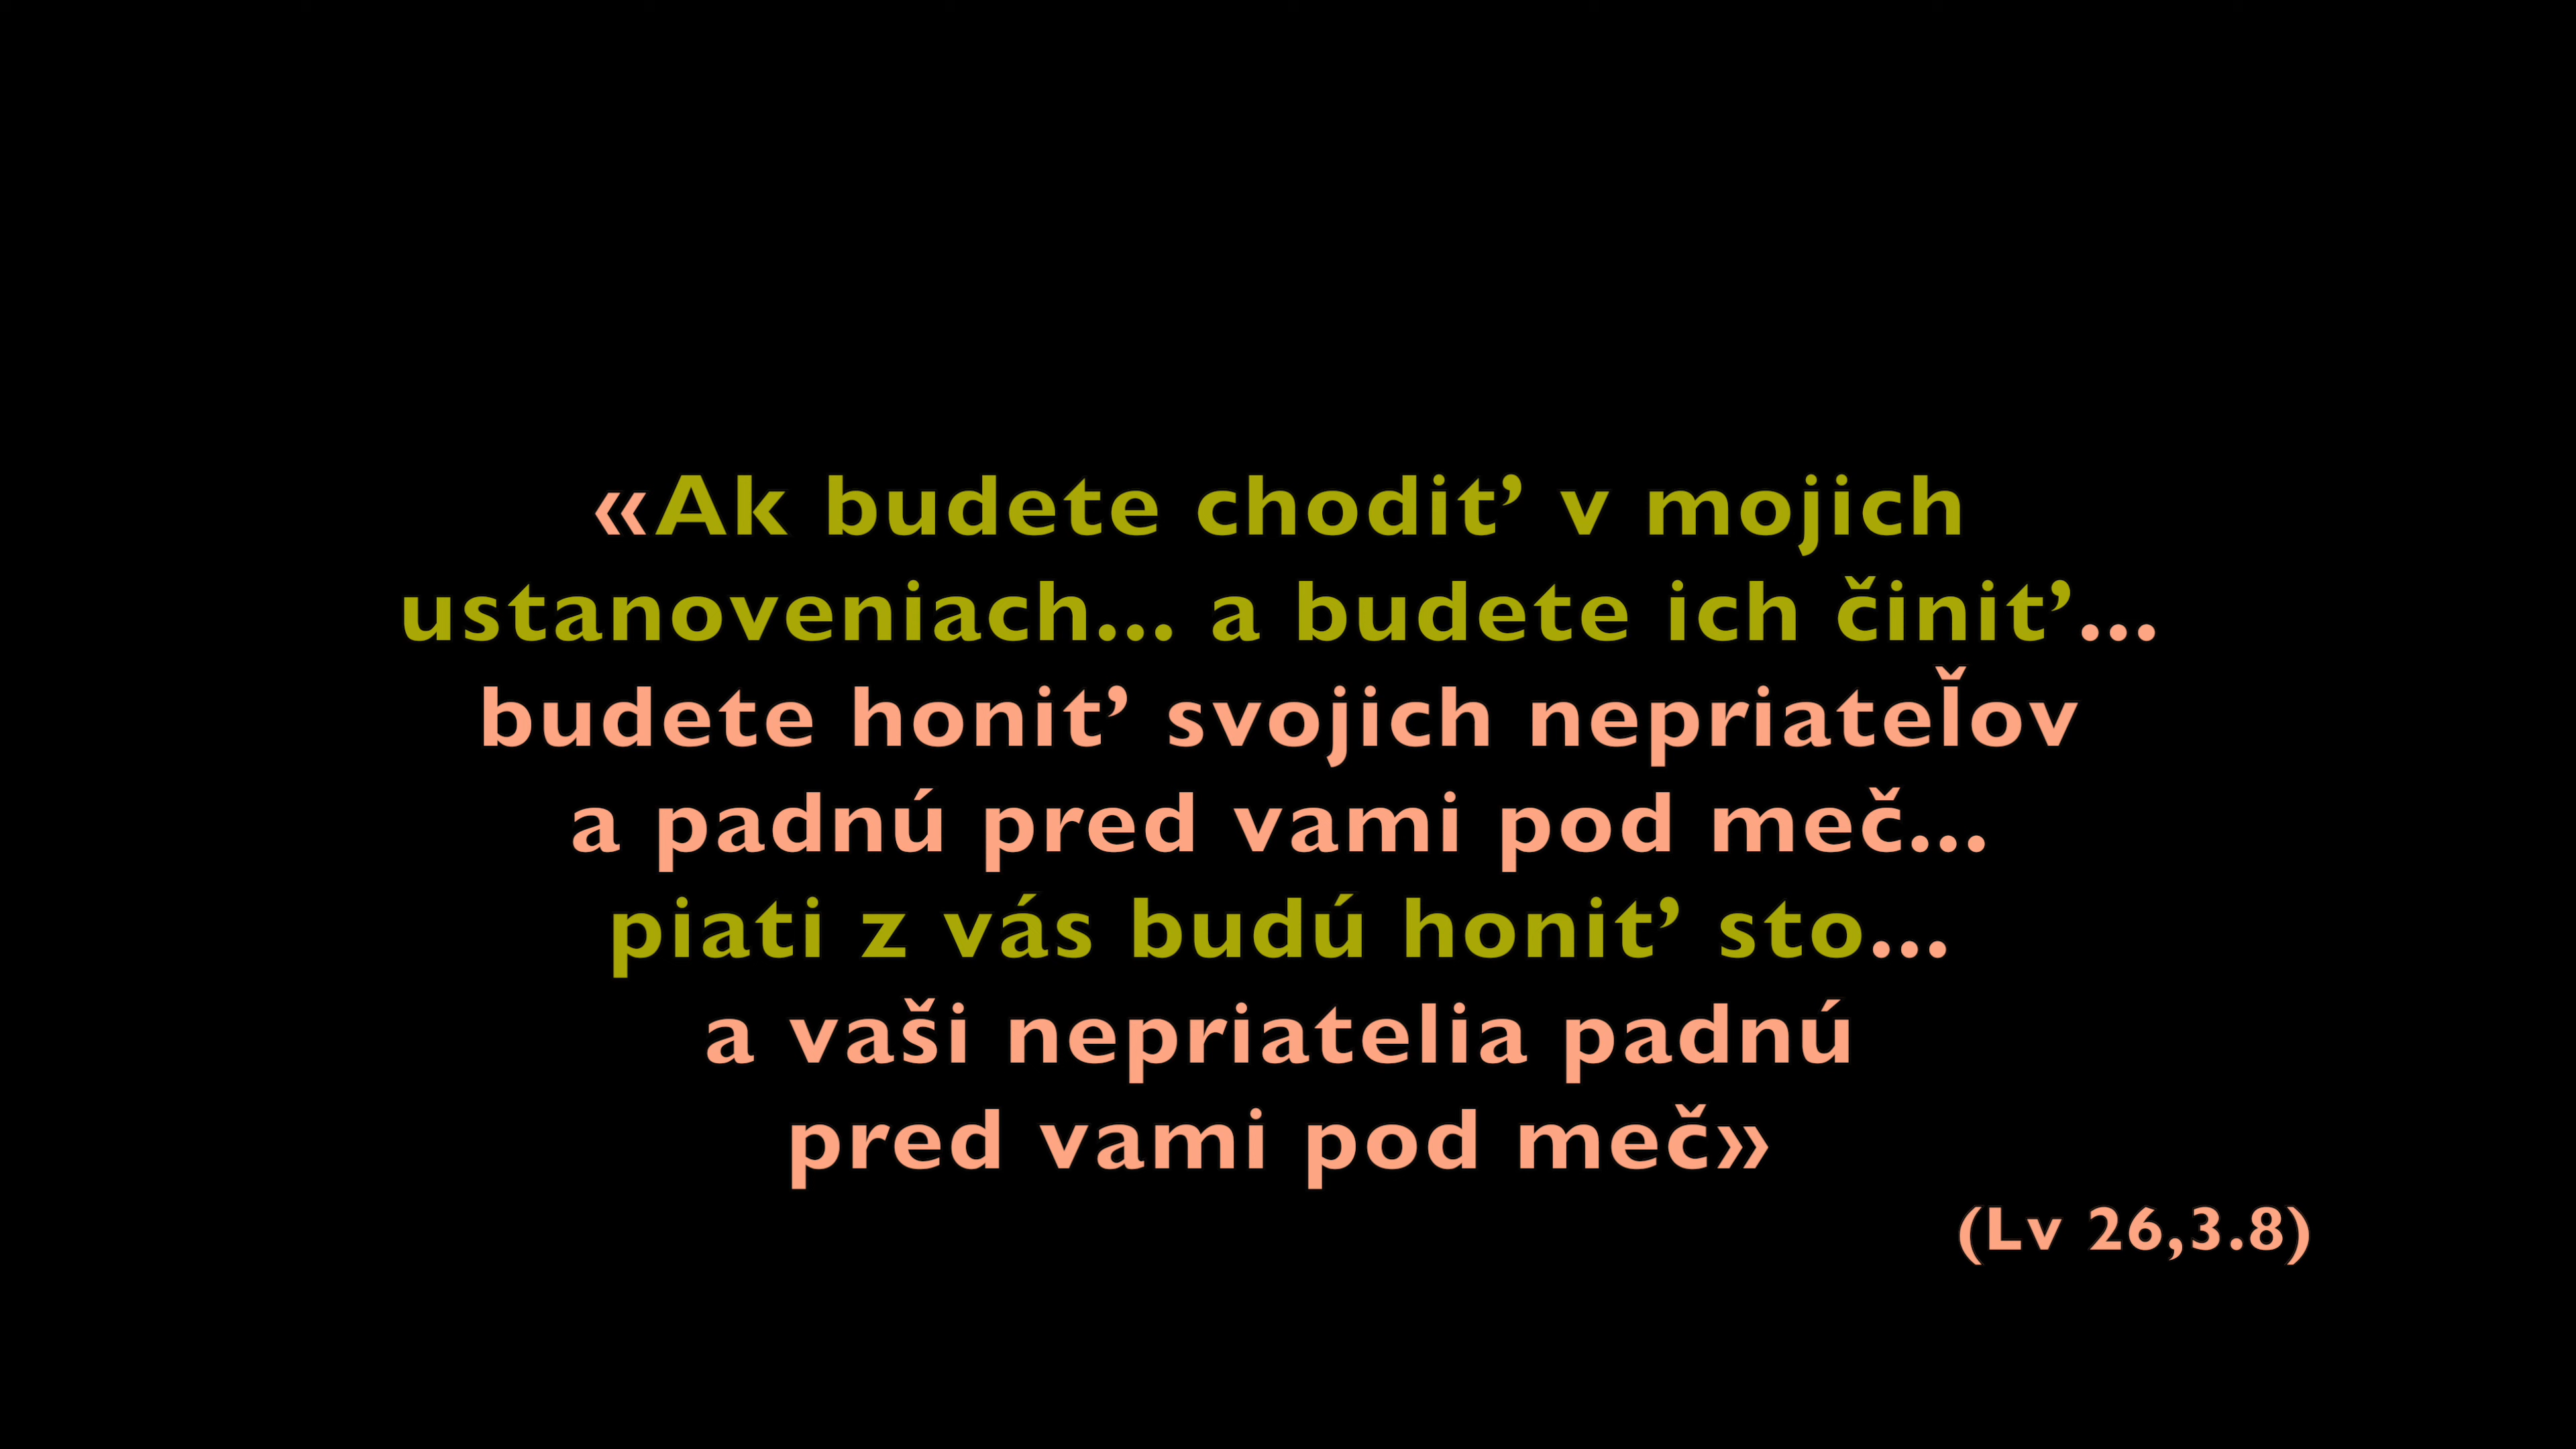 «Ak budete chodiť v mojich
ustanoveniach... a budete ich činiť...
budete honiť svojich nepriateľov
a padnú pred vami pod meč...
piati z vás budú honiť sto...
a vaši nepriatelia padnú
pred vami pod meč»
(Lv 26,3.8)